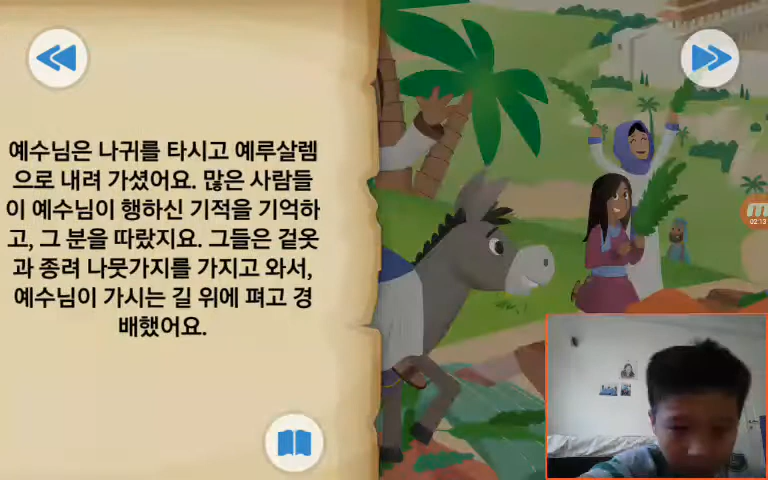 예수님은 나귀를 타시고 예루살렘
으로 내려 가셨어요. 많은 사람들
이 예수님이 행하신 기적을 기억하
고, 그 분을 따랐지요. 그들은 겉옷
과 종려 나뭇가지를 가지고 와서,
예수님이 가시는 길 위에 펴고 경
배했어요.
02:13